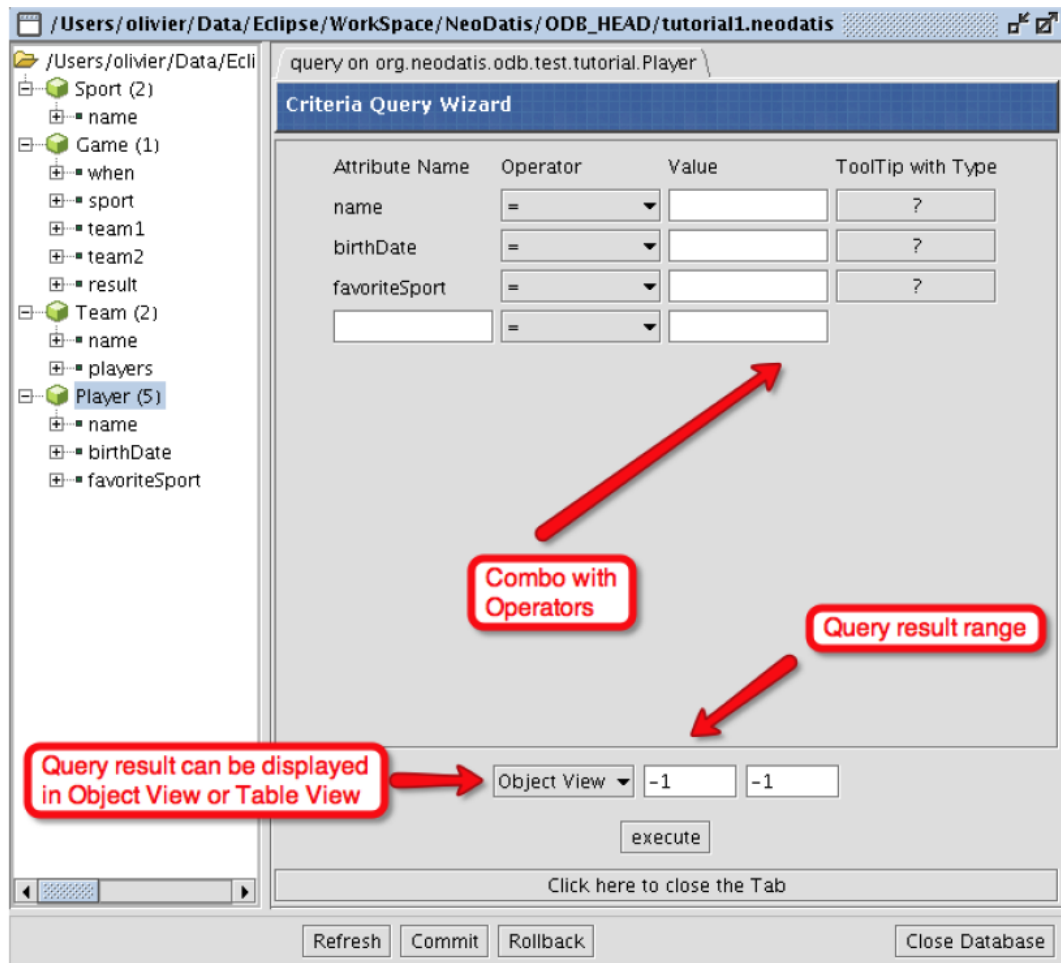 /Users/olivier/Data/Eclipse/WorkSpace/NeoDatis/ODB_HEAD/tutorial1.neodatis
/Users/olivier/Data/Ecli
Sport (2)
name
Game (1)
when
sport
team1
team2
result
Team (2)
name
players
Player (5)
name
birthDate
favoriteSport
query on org.neodatis.odb.test.tutorial.Player
Criteria Query Wizard
Attribute Name Operator Value ToolTip with Type
name = ?
birthDate = ?
favoriteSport = ?
=
Combo with
Operators
Query result range
Query result can be displayed
in Object View or Table View
Object View -1 -1
execute
Click here to close the Tab
Refresh Commit Rollback Close Database